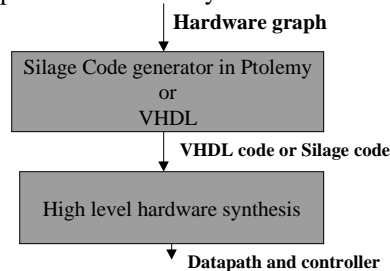 Hardware graph
Silage Code generator in Ptolemy
or
VHDL
VHDL code or Silage code
High level hardware synthesis
Datapath and controller